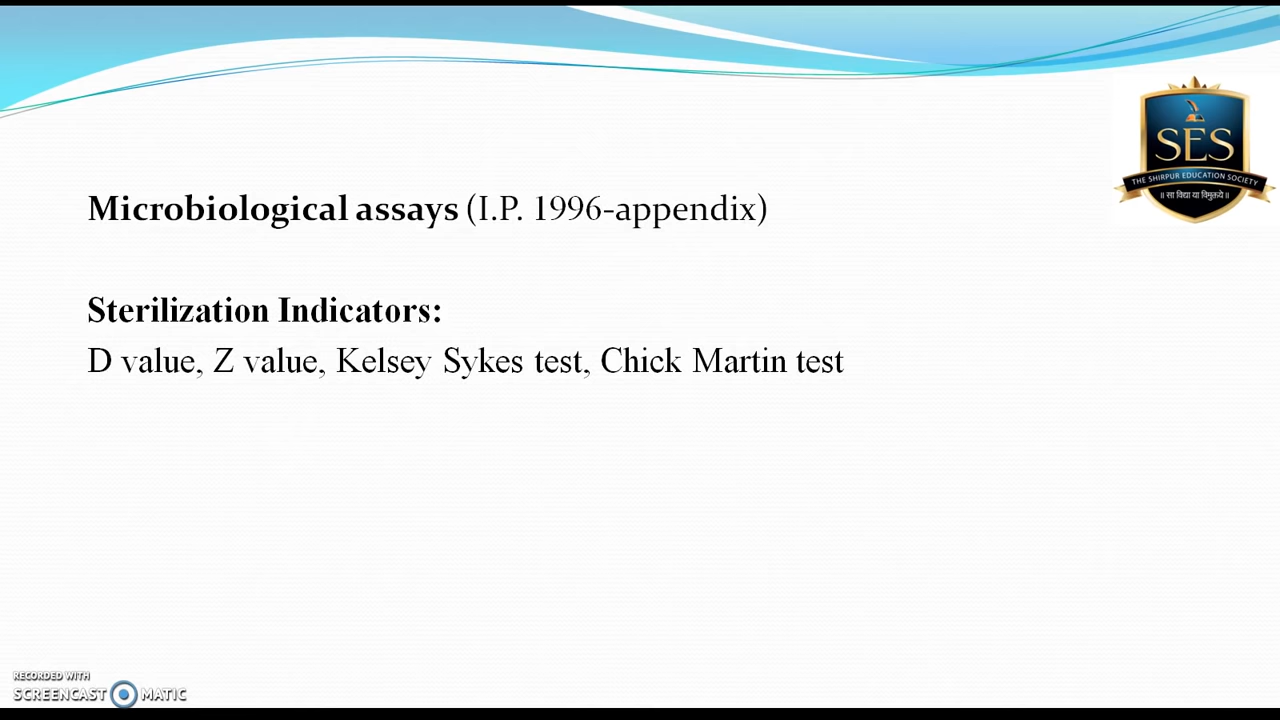 SES
THE SHIRPUR EDUCATION SOCIETY
॥ सा विद्या या विमुक्तये ॥
Microbiological assays (I.P. 1996-appendix)
Sterilization Indicators:
D value, Z value, Kelsey Sykes test, Chick Martin test
RECORDED WITH
SCREENCAST MATIC